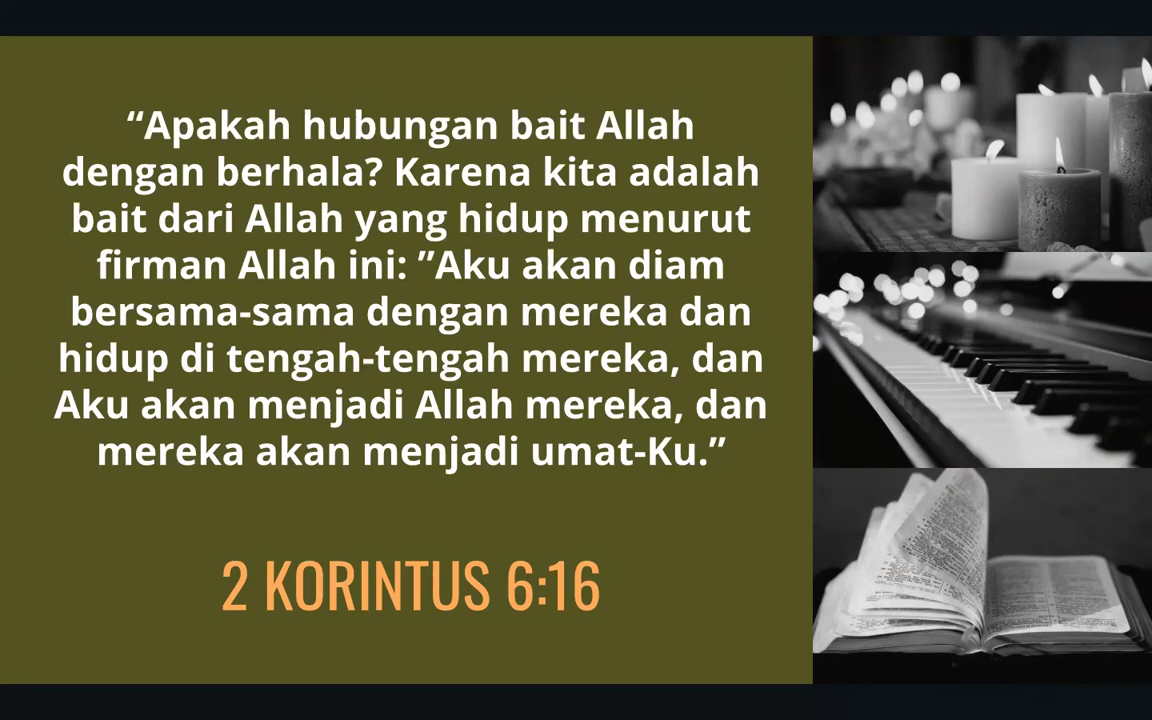 “Apakah hubungan bait Allah
dengan berhala? Karena kita adalah
bait dari Allah yang hidup menurut
firman Allah ini: ”Aku akan diam
bersama-sama dengan mereka dan
hidup di tengah-tengah mereka, dan
Aku akan menjadi Allah mereka, dan
mereka akan menjadi umat-Ku.”
2 KORINTUS 6:16